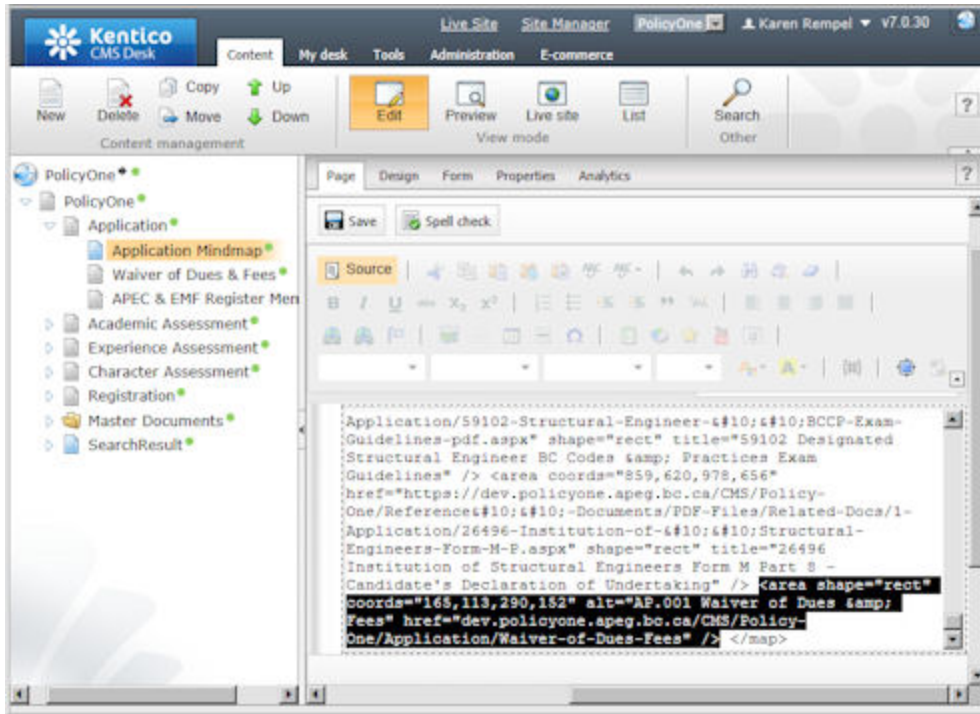 Kentico
CMS Desk
Live Site Site Manager PolicyOne Karen Rempel v7.0.30
Content My desk Tools Administration E-commerce
New Delete Copy Move Up Down
Content management
Edit Preview Live site List
View mode
Search
Other
?
PolicyOne
PolicyOne
Application
Application Mindmap
Waiver of Dues & Fees
APEC & EMF Register Men
Academic Assessment
Experience Assessment
Character Assessment
Registration
Master Documents
SearchResult
Page Design Form Properties Analytics
?
Save Spell check
Source
B I U abc X₂ X²
Application/59102-Structural-Engineer-&#10;&#10;BCCP-Exam-
Guidelines-pdf.aspx" shape="rect" title="59102 Designated
Structural Engineer BC Codes &amp; Practices Exam
Guidelines" /> <area coords="859,620,978,656"
href="https://dev.policyone.apeg.bc.ca/CMS/Policy-
One/Reference&#10;&#10;-Documents/PDF-Files/Related-Docs/1-
Application/26496-Institution-of-&#10;&#10;Structural-
Engineers-Form-M-P.aspx" shape="rect" title="26496
Institution of Structural Engineers Form M Part 8 -
Candidate's Declaration of Undertaking" /> <area shape="rect"
coords="165,113,290,152" alt="AP.001 Waiver of Dues &amp;
Fees" href="dev.policyone.apeg.bc.ca/CMS/Policy-
One/Application/Waiver-of-Dues-Fees" /> </map>